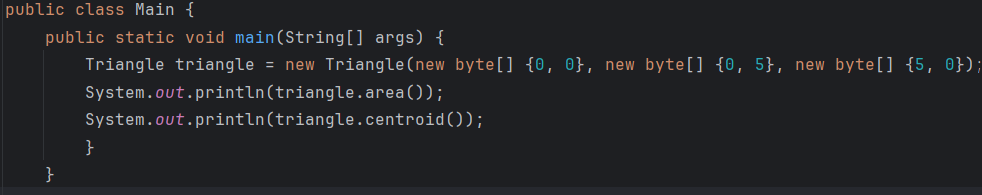 public class Main {
    public static void main(String[] args) {
        Triangle triangle = new Triangle(new byte[] {0, 0}, new byte[] {0, 5}, new byte[] {5, 0});
        System.out.println(triangle.area());
        System.out.println(triangle.centroid());
        }
    }